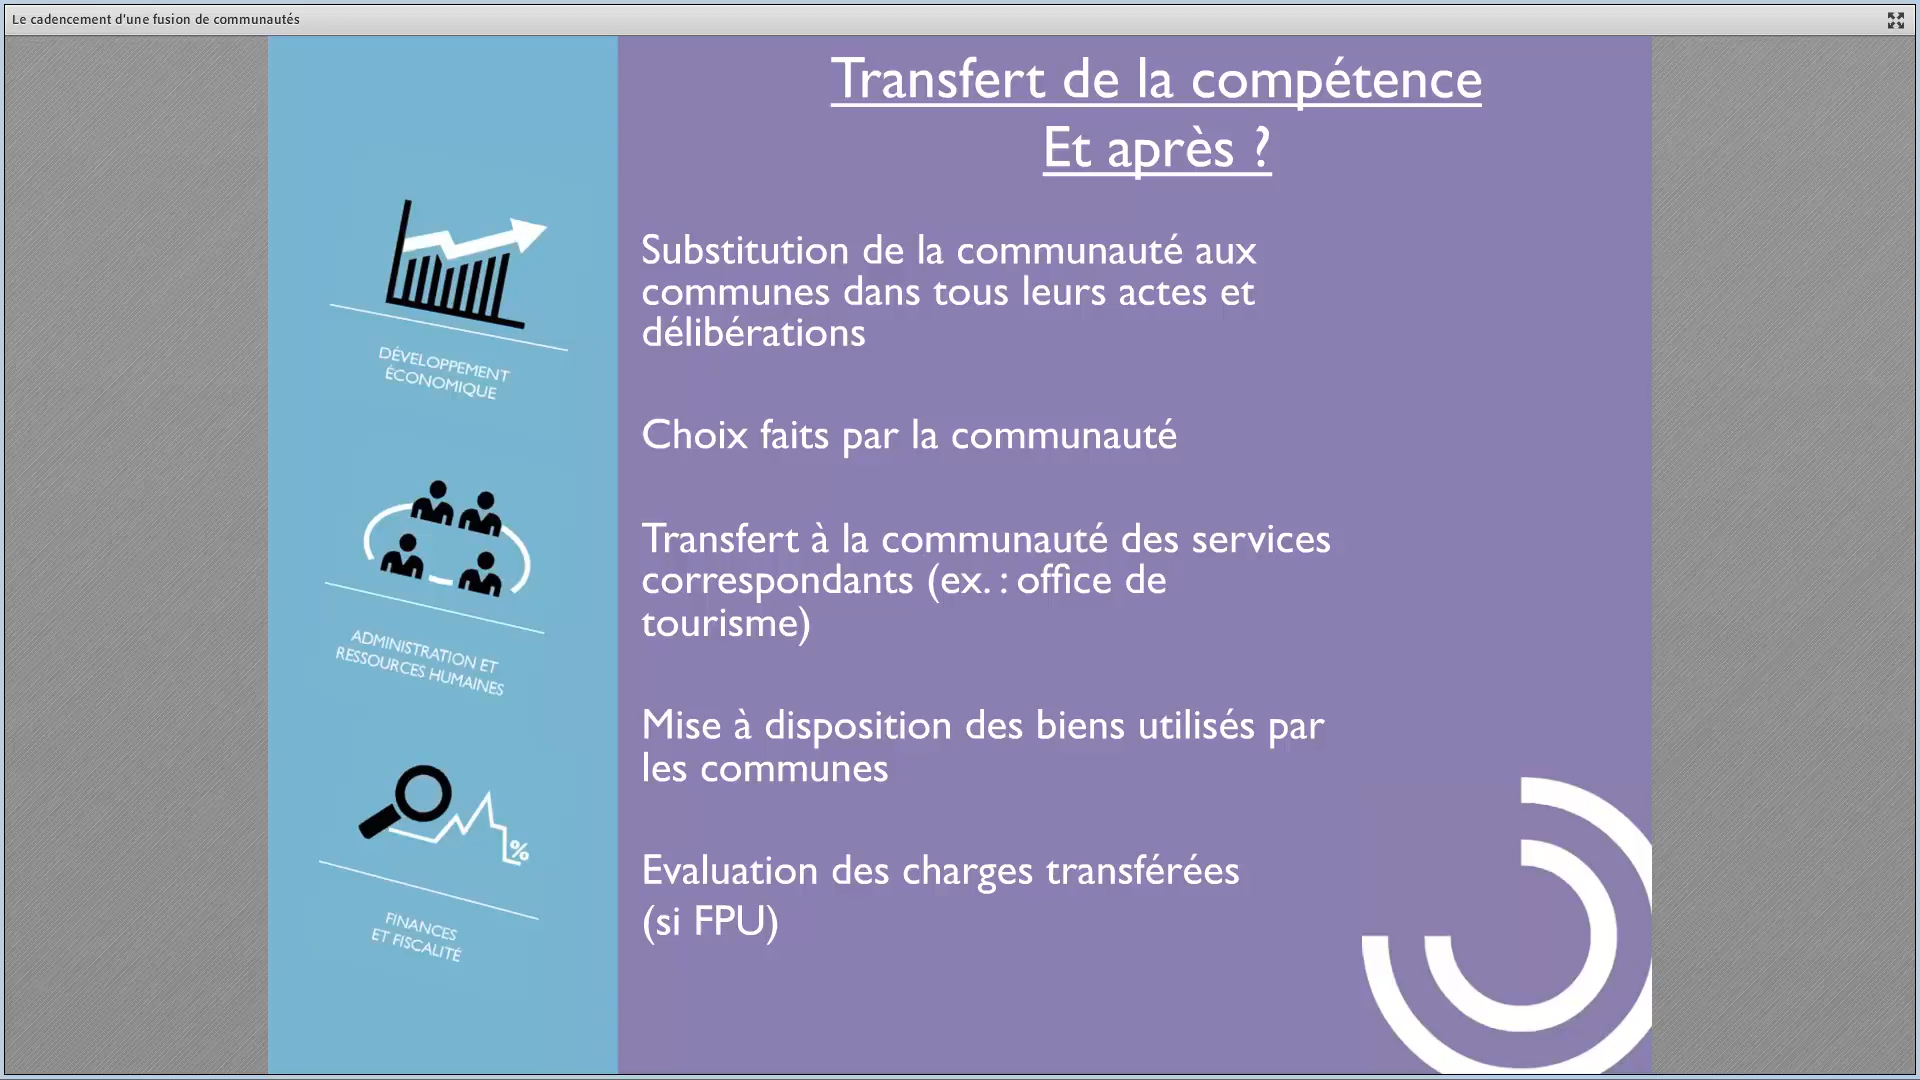 Le cadencement d'une fusion de communautés
Transfert de la compétence
Et après ?
DÉVELOPPEMENT
ÉCONOMIQUE
ADMINISTRATION ET
RESSOURCES HUMAINES
%
FINANCES
ET FISCALITÉ
Substitution de la communauté aux
communes dans tous leurs actes et
délibérations
Choix faits par la communauté
Transfert à la communauté des services
correspondants (ex. : office de
tourisme)
Mise à disposition des biens utilisés par
les communes
Evaluation des charges transférées
(si FPU)